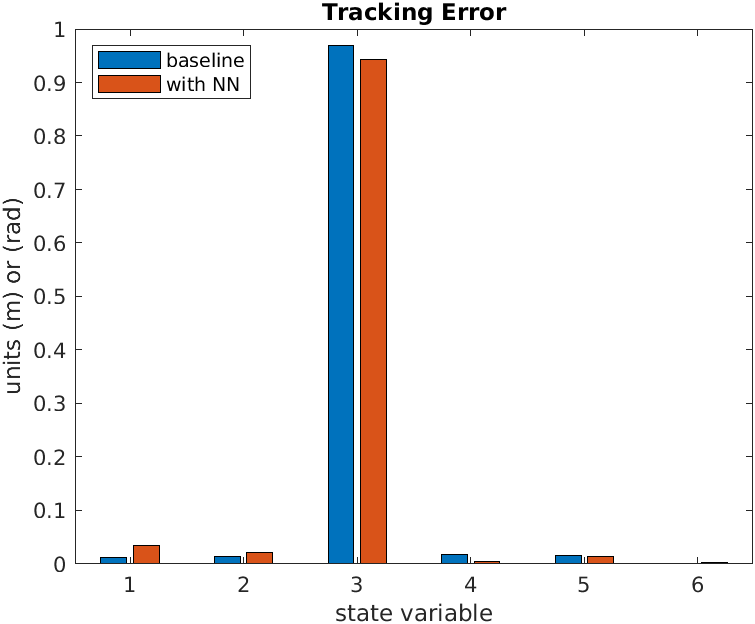 Tracking Error
baseline
with NN
units (m) or (rad)
1
0.9
0.8
0.7
0.6
0.5
0.4
0.3
0.2
0.1
0
1 2 3 4 5 6
state variable